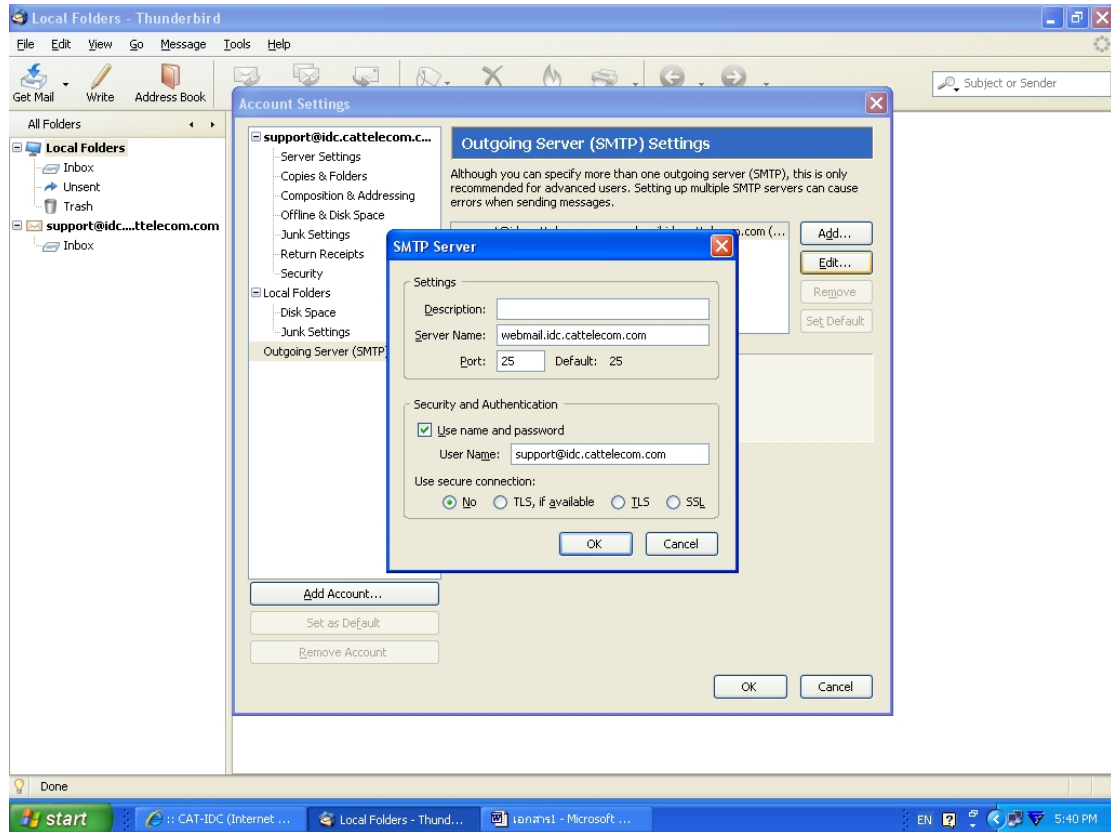 Local Folders - Thunderbird
File Edit View Go Message Tools Help
Get Mail Write Address Book
Subject or Sender
All Folders
Local Folders
Inbox
Unsent
Trash
support@idc....ttelecom.com
Inbox
Account Settings
support@idc.cattelecom.c...
Server Settings
Copies & Folders
Composition & Addressing
Offline & Disk Space
Junk Settings
Return Receipts
Security
Local Folders
Disk Space
Junk Settings
Outgoing Server (SMTP)
Outgoing Server (SMTP) Settings
Although you can specify more than one outgoing server (SMTP), this is only
recommended for advanced users. Setting up multiple SMTP servers can cause
errors when sending messages.
.com (...
Add...
Edit...
Remove
Set Default
SMTP Server
Settings
Description:
Server Name: webmail.idc.cattelecom.com
Port: 25 Default: 25
Security and Authentication
Use name and password
User Name: support@idc.cattelecom.com
Use secure connection:
No TLS, if available TLS SSL
OK Cancel
Add Account...
Set as Default
Remove Account
OK Cancel
Done
start :: CAT-IDC (Internet ... Local Folders - Thund... เอกสาร1 - Microsoft ... EN 5:40 PM